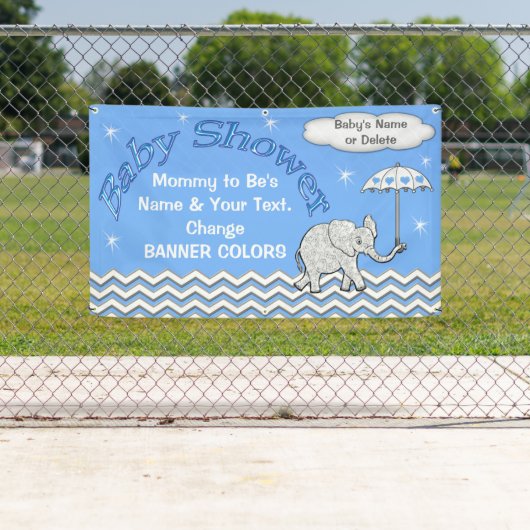 Baby Shower
Mommy to Be's
Name & Your Text.
Change
BANNER COLORS
Baby's Name
or Delete